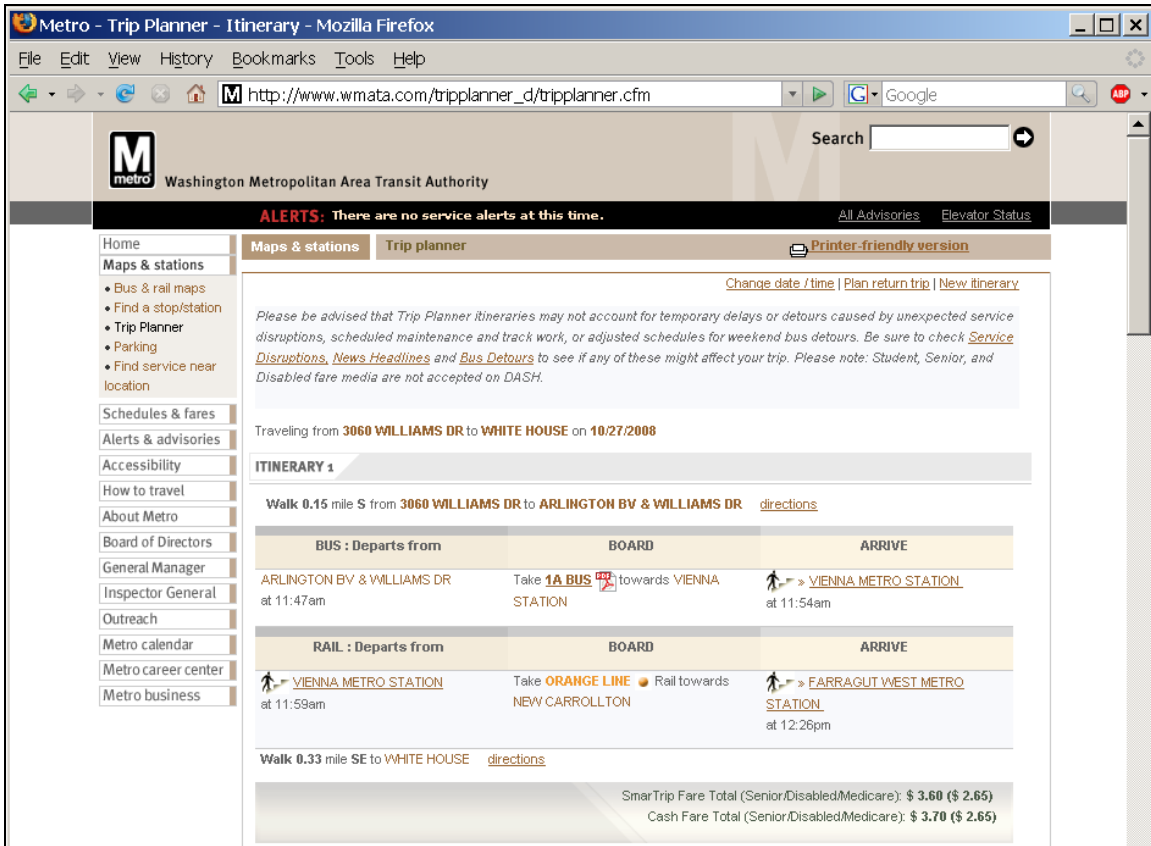 Metro - Trip Planner - Itinerary - Mozilla Firefox
File Edit View History Bookmarks Tools Help
M http://www.wmata.com/tripplanner_d/tripplanner.cfm G Google ABP
M metro
Washington Metropolitan Area Transit Authority
Search
ALERTS: There are no service alerts at this time. All Advisories Elevator Status
Home
Maps & stations
• Bus & rail maps
• Find a stop/station
• Trip Planner
• Parking
• Find service near
location
Schedules & fares
Alerts & advisories
Accessibility
How to travel
About Metro
Board of Directors
General Manager
Inspector General
Outreach
Metro calendar
Metro career center
Metro business
Maps & stations Trip planner Printer-friendly version
Change date / time | Plan return trip | New itinerary
Please be advised that Trip Planner itineraries may not account for temporary delays or detours caused by unexpected service
disruptions, scheduled maintenance and track work, or adjusted schedules for weekend bus detours. Be sure to check Service
Disruptions, News Headlines and Bus Detours to see if any of these might affect your trip. Please note: Student, Senior, and
Disabled fare media are not accepted on DASH.
Traveling from 3060 WILLIAMS DR to WHITE HOUSE on 10/27/2008
ITINERARY 1
Walk 0.15 mile S from 3060 WILLIAMS DR to ARLINGTON BV & WILLIAMS DR directions
BUS : Departs from BOARD ARRIVE
ARLINGTON BV & WILLIAMS DR
at 11:47am
Take 1A BUS PDF towards VIENNA
STATION
» VIENNA METRO STATION
at 11:54am
RAIL : Departs from BOARD ARRIVE
VIENNA METRO STATION
at 11:59am
Take ORANGE LINE Rail towards
NEW CARROLLTON
» FARRAGUT WEST METRO
STATION
at 12:26pm
Walk 0.33 mile SE to WHITE HOUSE directions
SmarTrip Fare Total (Senior/Disabled/Medicare): $ 3.60 ($ 2.65)
Cash Fare Total (Senior/Disabled/Medicare): $ 3.70 ($ 2.65)